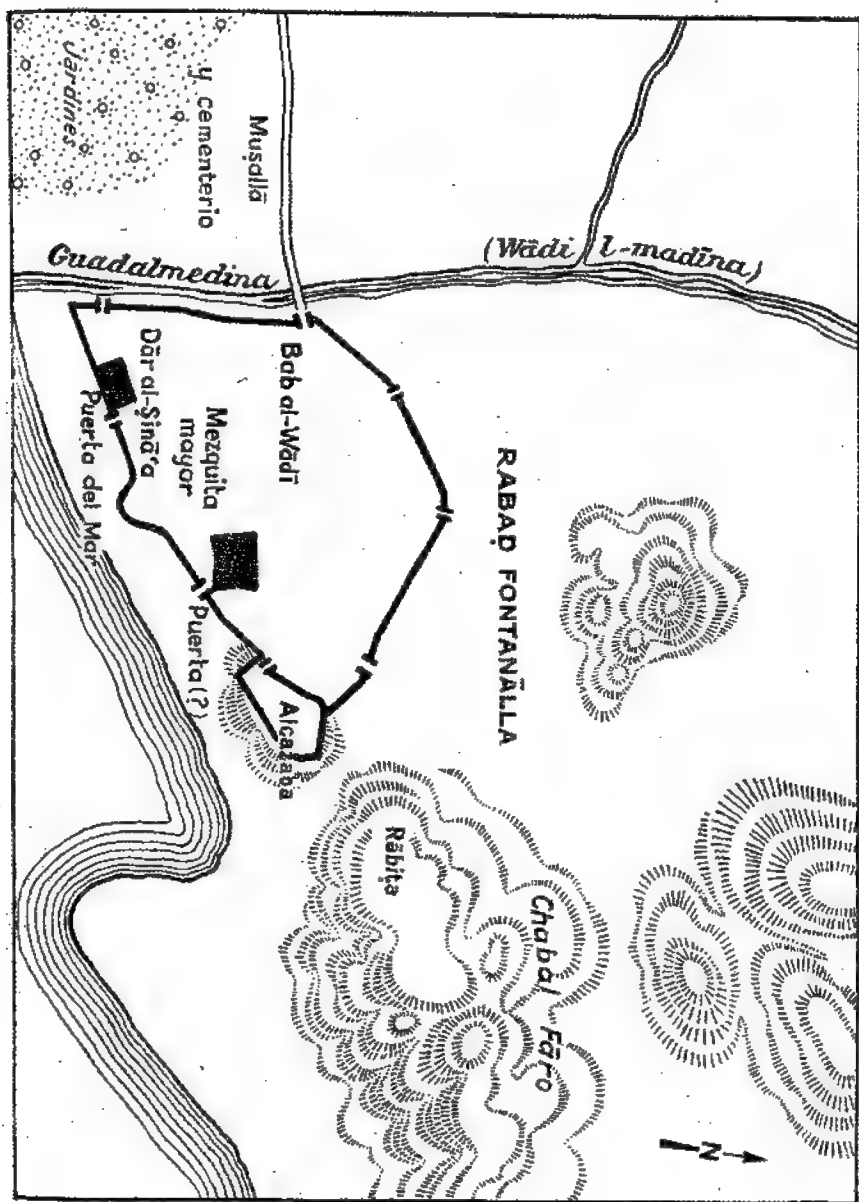 Jardines
Muṣallā
y cementerio
Guadalmedina
(Wādi l-madīna)
Bab al-Wādī
Dār al-Ṣinā'a
Puerta del Mar
Mezquita
mayor
Puerta (?)
RABAḌ FONTANĀLLA
Alcazaba
Rābiṭa
Chabal Fāro
N